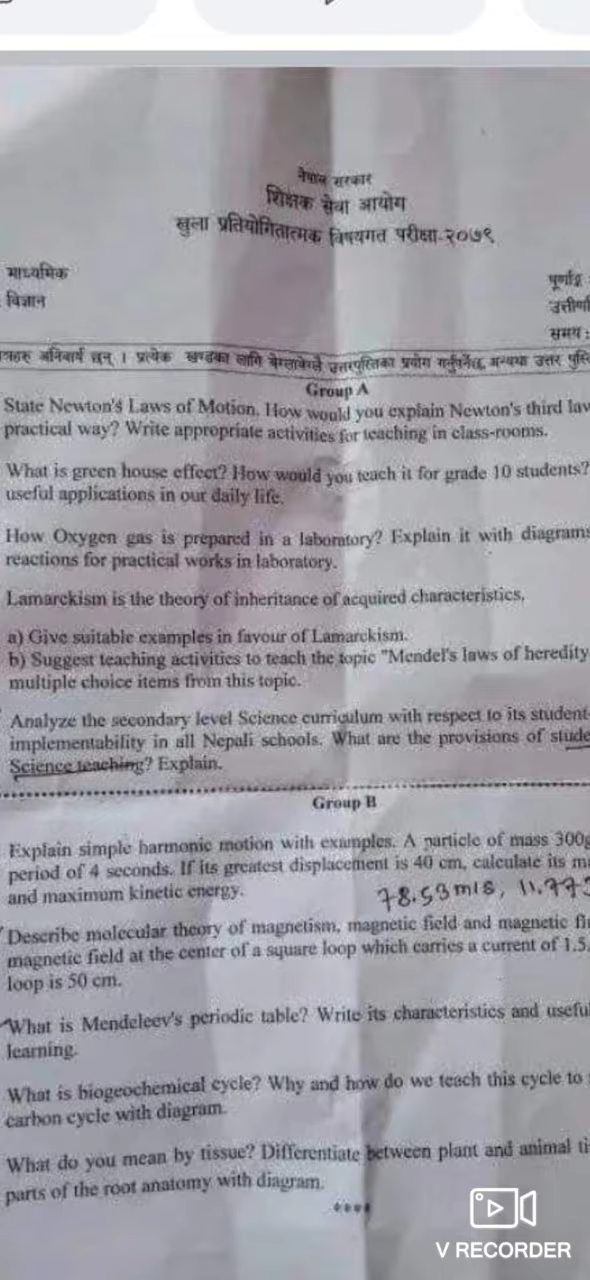 नेपाल सरकार
शिक्षक सेवा आयोग
खुला प्रतियोगितात्मक विषयगत परीक्षा-२०७९
माध्यमिक
पूर्णाङ्क
विज्ञान
उत्तीर्णा
समय :
अनिवार्य छन् । प्रत्येक खण्डका लागि बेग्लाबेग्लै उत्तरपुस्तिका प्रयोग गर्नुपर्नेछ, अन्यथा उत्तर पुस्ति
Group A
State Newton's Laws of Motion. How would you explain Newton's third law
practical way? Write appropriate activities for teaching in class-rooms.
What is green house effect? How would you teach it for grade 10 students?
useful applications in our daily life.
How Oxygen gas is prepared in a laboratory? Explain it with diagrams
reactions for practical works in laboratory.
Lamarckism is the theory of inheritance of acquired characteristics.
a) Give suitable examples in favour of Lamarckism.
b) Suggest teaching activities to teach the topic "Mendel's laws of heredity
multiple choice items from this topic.
Analyze the secondary level Science curriculum with respect to its student-
implementability in all Nepali schools. What are the provisions of stude
Science teaching? Explain.
Group B
Explain simple harmonic motion with examples. A particle of mass 300g
period of 4 seconds. If its greatest displacement is 40 cm, calculate its m
and maximum kinetic energy.
78.53m/s, 11.77
Describe molecular theory of magnetism, magnetic field and magnetic fl
magnetic field at the center of a square loop which carries a current of 1.5
loop is 50 cm.
What is Mendeleev's periodic table? Write its characteristics and useful
learning.
What is biogeochemical cycle? Why and how do we teach this cycle to
carbon cycle with diagram.
What do you mean by tissue? Differentiate between plant and animal ti
parts of the root anatomy with diagram.
****
V RECORDER